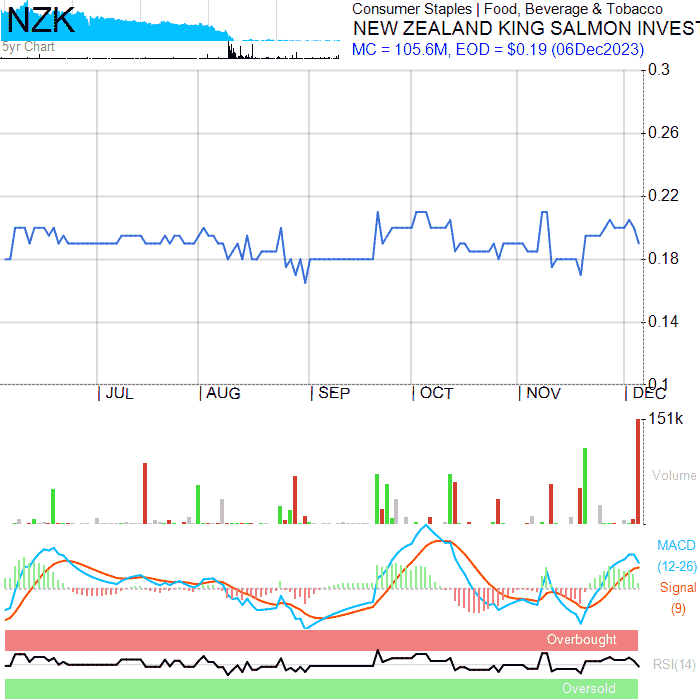 NZK
5yr Chart
Consumer Staples | Food, Beverage & Tobacco
NEW ZEALAND KING SALMON INVEST
MC = 105.6M, EOD = $0.19 (06Dec2023)
0.3
0.26
0.22
0.18
0.14
0.1
JUL AUG SEP OCT NOV DEC
151k
Volume
MACD
(12-26)
Signal
(9)
Overbought
RSI(14)
Oversold